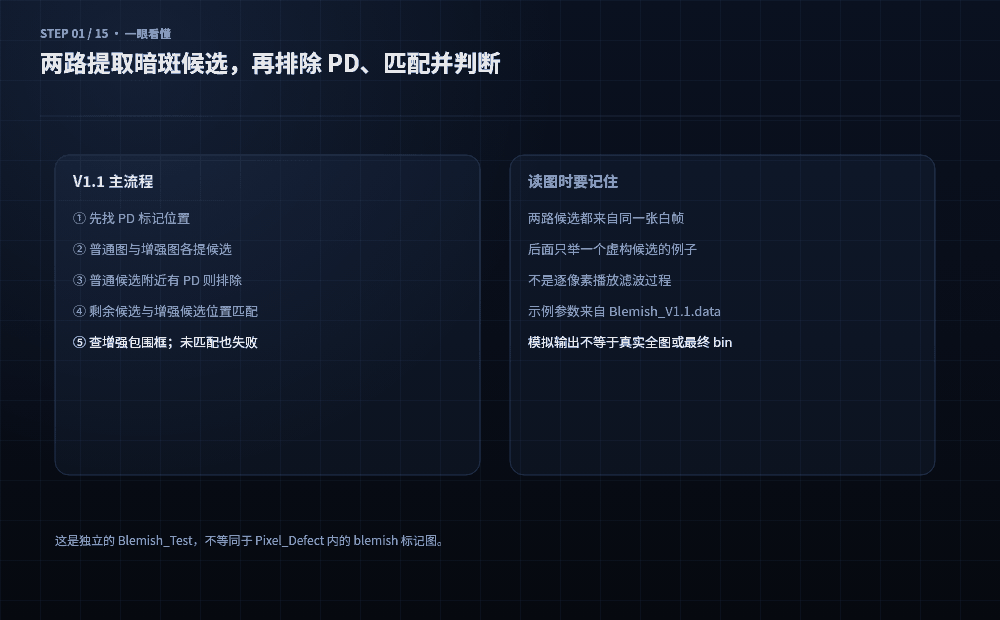 STEP 01 / 15 · 一眼看懂
两路提取暗斑候选，再排除 PD、匹配并判断
V1.1 主流程
① 先找 PD 标记位置
② 普通图与增强图各提候选
③ 普通候选附近有 PD 则排除
④ 剩余候选与增强候选位置匹配
⑤ 查增强包围框；未匹配也失败
读图时要记住
两路候选都来自同一张白帧
后面只举一个虚构候选的例子
不是逐像素播放滤波过程
示例参数来自 Blemish_V1.1.data
模拟输出不等于真实全图或最终 bin
这是独立的 Blemish_Test，不等同于 Pixel_Defect 内的 blemish 标记图。